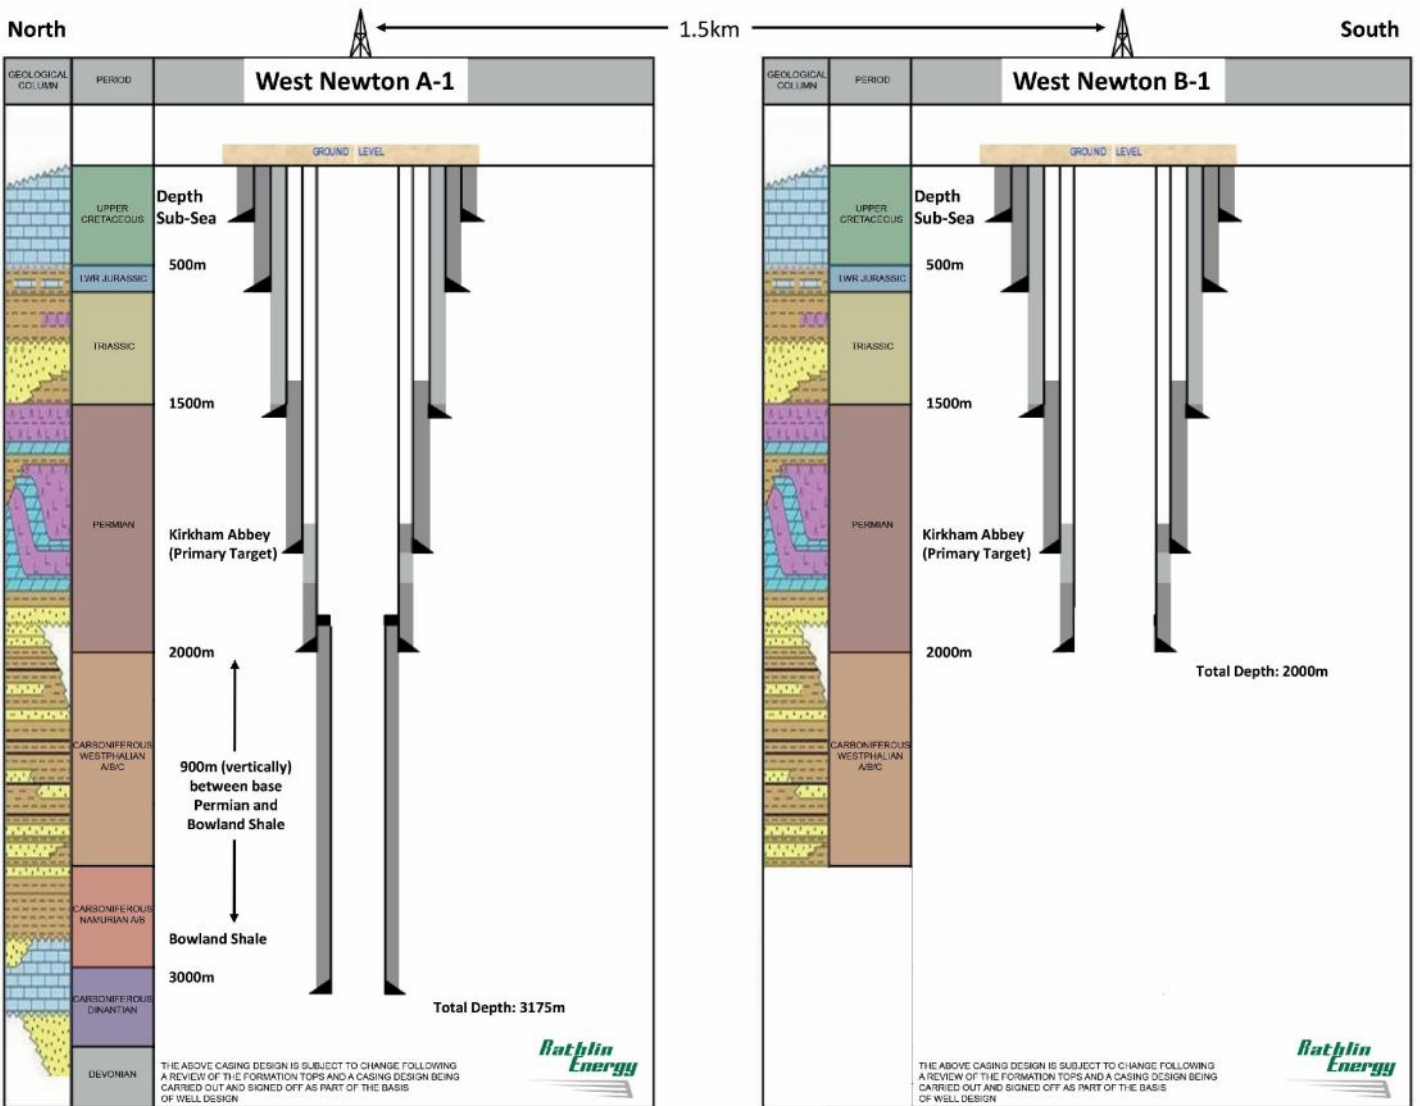 North
1.5km
South
GEOLOGICAL
COLUMN
PERIOD
West Newton A-1
GROUND LEVEL
UPPER
CRETACEOUS
Depth
Sub-Sea
500m
LWR JURASSIC
TRIASSIC
1500m
PERMIAN
Kirkham Abbey
(Primary Target)
2000m
CARBONIFEROUS
WESTPHALIAN
A/B/C
900m (vertically)
between base
Permian and
Bowland Shale
CARBONIFEROUS
NAMURIAN A/B
Bowland Shale
3000m
CARBONIFEROUS
DINANTIAN
Total Depth: 3175m
DEVONIAN
THE ABOVE CASING DESIGN IS SUBJECT TO CHANGE FOLLOWING
A REVIEW OF THE FORMATION TOPS AND A CASING DESIGN BEING
CARRIED OUT AND SIGNED OFF AS PART OF THE BASIS
OF WELL DESIGN
Rathlin
Energy
GEOLOGICAL
COLUMN
PERIOD
West Newton B-1
GROUND LEVEL
UPPER
CRETACEOUS
Depth
Sub-Sea
500m
LWR JURASSIC
TRIASSIC
1500m
PERMIAN
Kirkham Abbey
(Primary Target)
2000m
Total Depth: 2000m
CARBONIFEROUS
WESTPHALIAN
A/B/C
THE ABOVE CASING DESIGN IS SUBJECT TO CHANGE FOLLOWING
A REVIEW OF THE FORMATION TOPS AND A CASING DESIGN BEING
CARRIED OUT AND SIGNED OFF AS PART OF THE BASIS
OF WELL DESIGN
Rathlin
Energy